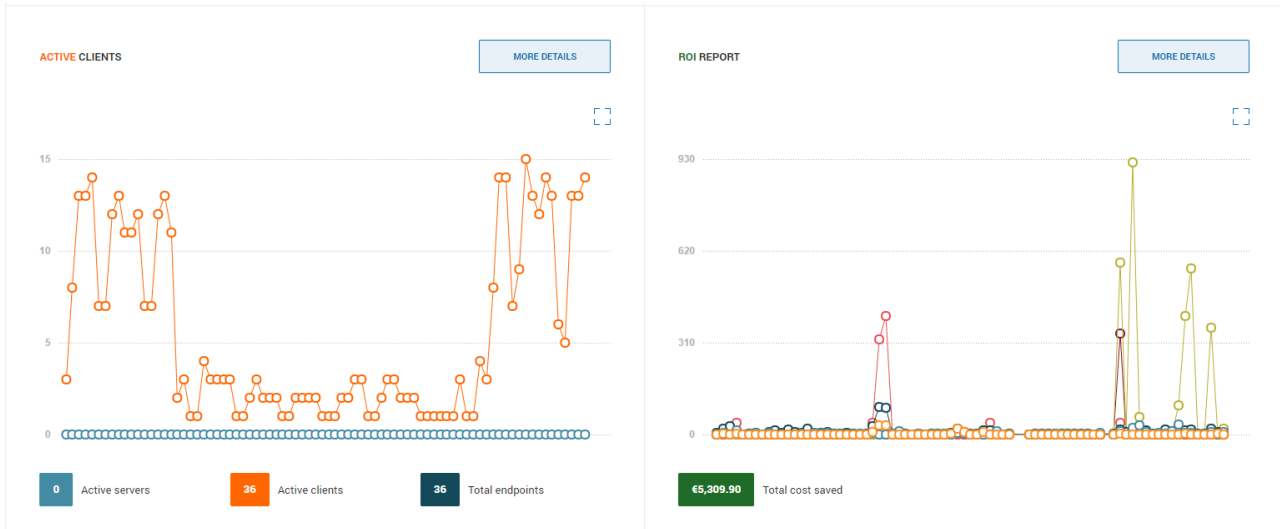 ACTIVE CLIENTS
MORE DETAILS
15
10
5
0
0 Active servers
36 Active clients
36 Total endpoints
ROI REPORT
MORE DETAILS
930
620
310
0
€5,309.90 Total cost saved